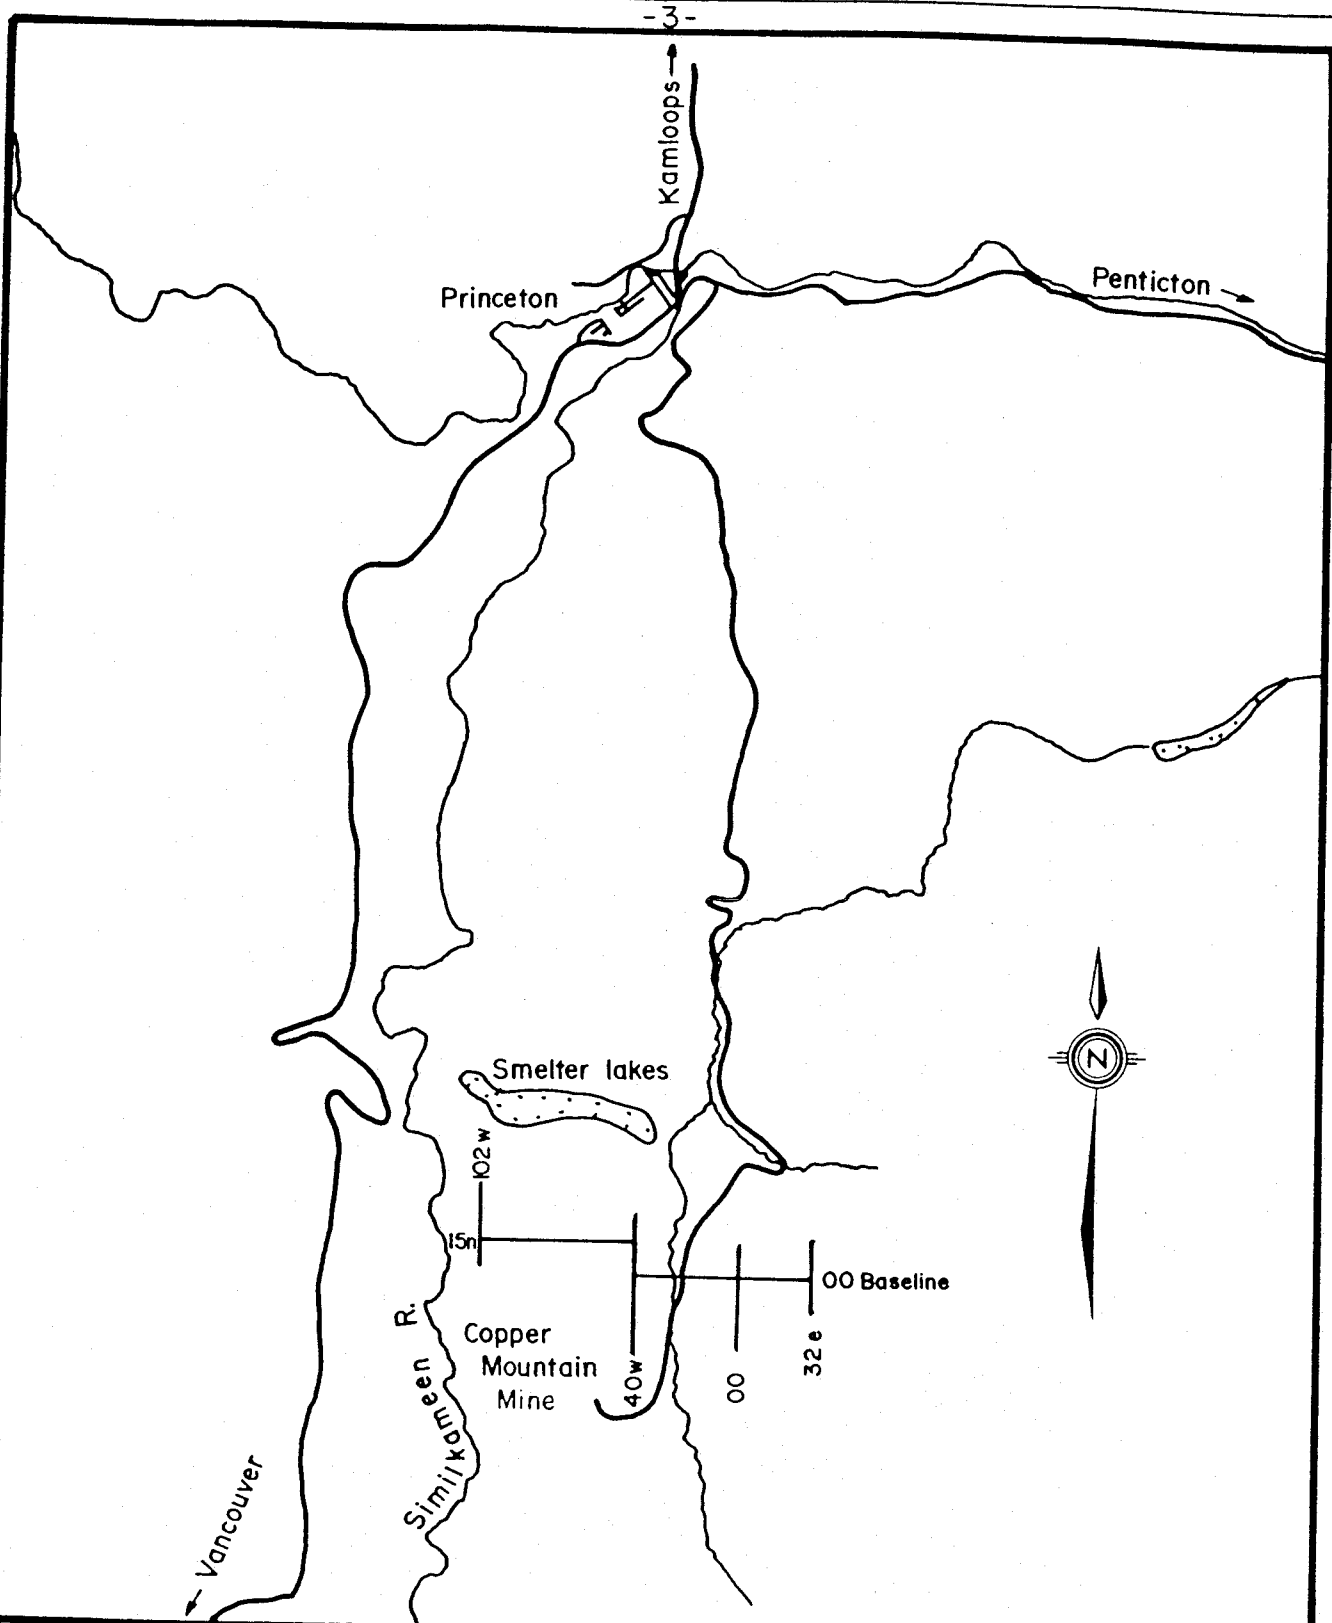 -3-
Kamloops
Princeton
Penticton
Smelter lakes
102w
15n
N
00 Baseline
Copper
Mountain
Mine
40w
00
32e
Similkameen R.
Vancouver